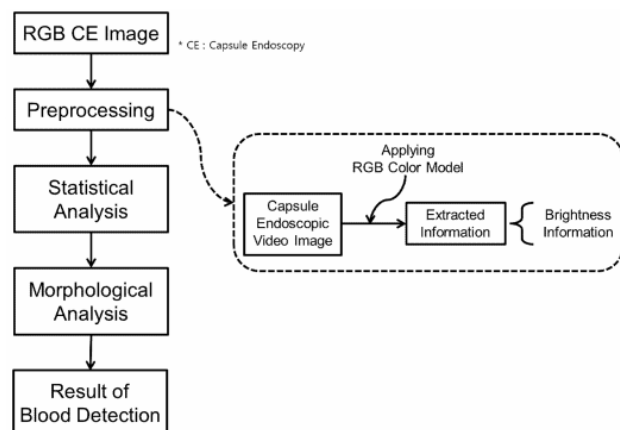 RGB CE Image
* CE : Capsule Endoscopy
Preprocessing
Statistical
Analysis
Morphological
Analysis
Result of
Blood Detection
Applying
RGB Color Model
Capsule
Endoscopic
Video Image
Extracted
Information
Brightness
Information